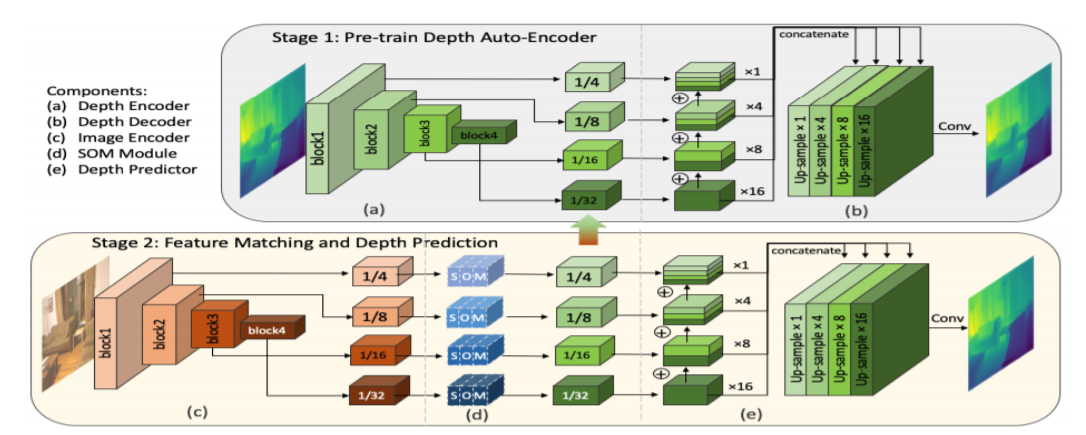 Stage 1: Pre-train Depth Auto-Encoder
Components:
(a) Depth Encoder
(b) Depth Decoder
(c) Image Encoder
(d) SOM Module
(e) Depth Predictor
block1
block2
block3
block4
1/4
1/8
1/16
1/32
×1
×4
×8
×16
concatenate
Up-sample × 1
Up-sample × 4
Up-sample × 8
Up-sample × 16
Conv
(a)
(b)
Stage 2: Feature Matching and Depth Prediction
block1
block2
block3
block4
1/4
1/8
1/16
1/32
S O M
S O M
S O M
S O M
1/4
1/8
1/16
1/32
×1
×4
×8
×16
concatenate
Up-sample × 1
Up-sample × 4
Up-sample × 8
Up-sample × 16
Conv
(c)
(d)
(e)